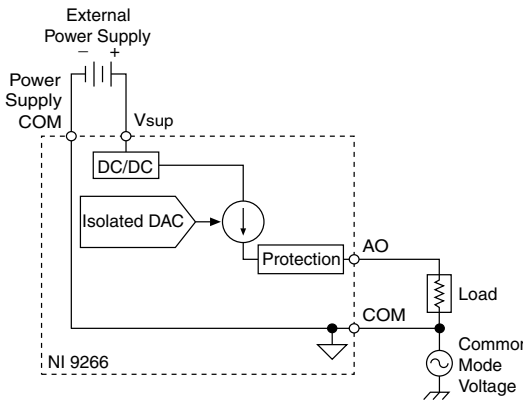 External
Power Supply
− +
Power
Supply
COM
Vsup
DC/DC
Isolated DAC
Protection
AO
Load
COM
Common
Mode
Voltage
NI 9266